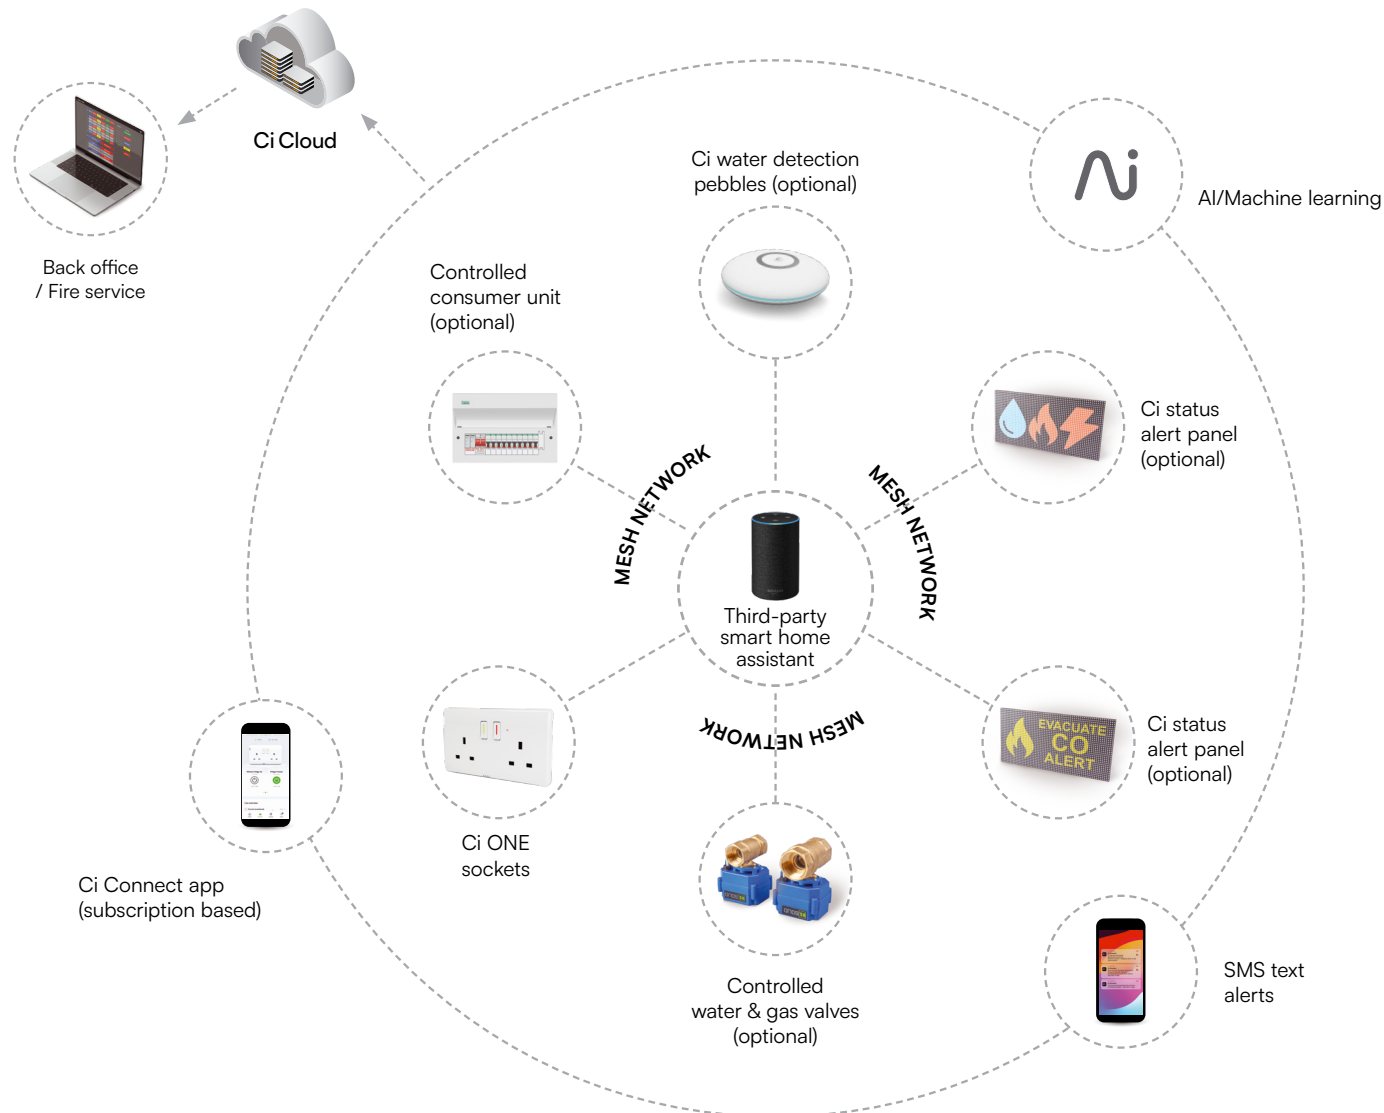 Ci Cloud
Back office
/ Fire service
Ci water detection
pebbles (optional)
AI/Machine learning
Controlled
consumer unit
(optional)
Ci status
alert panel
(optional)
MESH NETWORK
MESH NETWORK
Third-party
smart home
assistant
MESH NETWORK
EVACUATE
CO
ALERT
Ci status
alert panel
(optional)
Ci ONE
sockets
Ci Connect app
(subscription based)
Controlled
water & gas valves
(optional)
SMS text
alerts